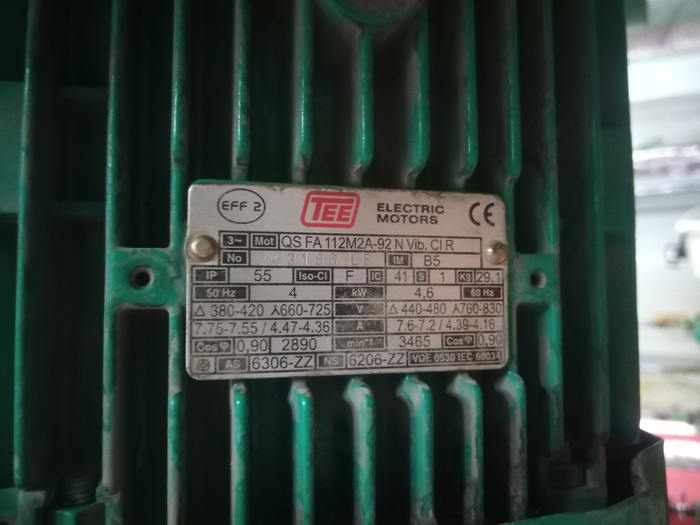 EFF 2 TEE ELECTRIC MOTORS CE
3~ Mot QS FA 112M2A-92 N Vib. Cl R
No IM B5
IP 55 Iso-Cl F IC 41 S 1 Kg 29.1
50 Hz 4 kW 4,6 60 Hz
Δ 380-420 ⅄660-725 V Δ 440-480 ⅄760-830
7.75-7.55 / 4.47-4.36 A 7.6-7.2 / 4.39-4.16
Cos φ 0,90 2890 min⁻¹ 3465 Cos φ 0,90
AS 6306-ZZ NS 6206-ZZ VDE 0530 IEC 60034